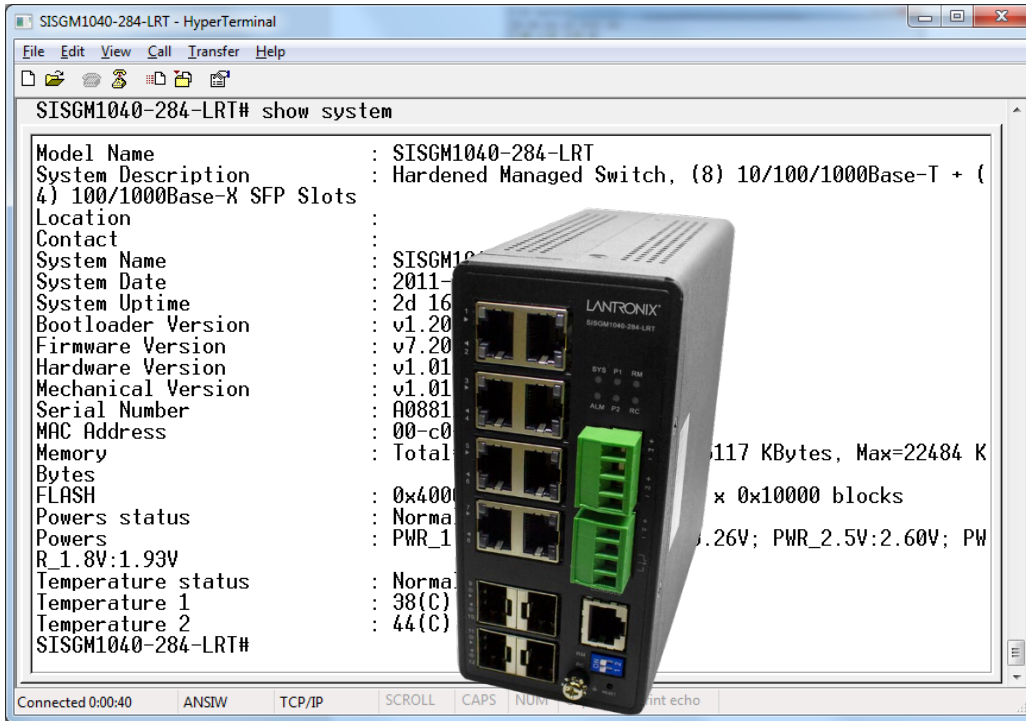 SISGM1040-284-LRT - HyperTerminal
File Edit View Call Transfer Help
SISGM1040-284-LRT# show system
Model Name : SISGM1040-284-LRT
System Description : Hardened Managed Switch, (8) 10/100/1000Base-T + (
4) 100/1000Base-X SFP Slots
Location :
Contact :
System Name : SISGM10
System Date : 2011-
System Uptime : 2d 16
Bootloader Version : v1.20
Firmware Version : v7.20
Hardware Version : v1.01
Mechanical Version : v1.01
Serial Number : A0881
MAC Address : 00-c0
Memory : Total 117 KBytes, Max=22484 K
Bytes
FLASH : 0x400 x 0x10000 blocks
Powers status : Norma
Powers : PWR_1 .26V; PWR_2.5V:2.60V; PW
R_1.8V:1.93V
Temperature status : Normal
Temperature 1 : 38(C)
Temperature 2 : 44(C)
SISGM1040-284-LRT#
LANTRONIX
SISGM1040-284-LRT
SYS P1 RM
ALM P2 RC
Connected 0:00:40 ANSIW TCP/IP SCROLL CAPS NUM int echo